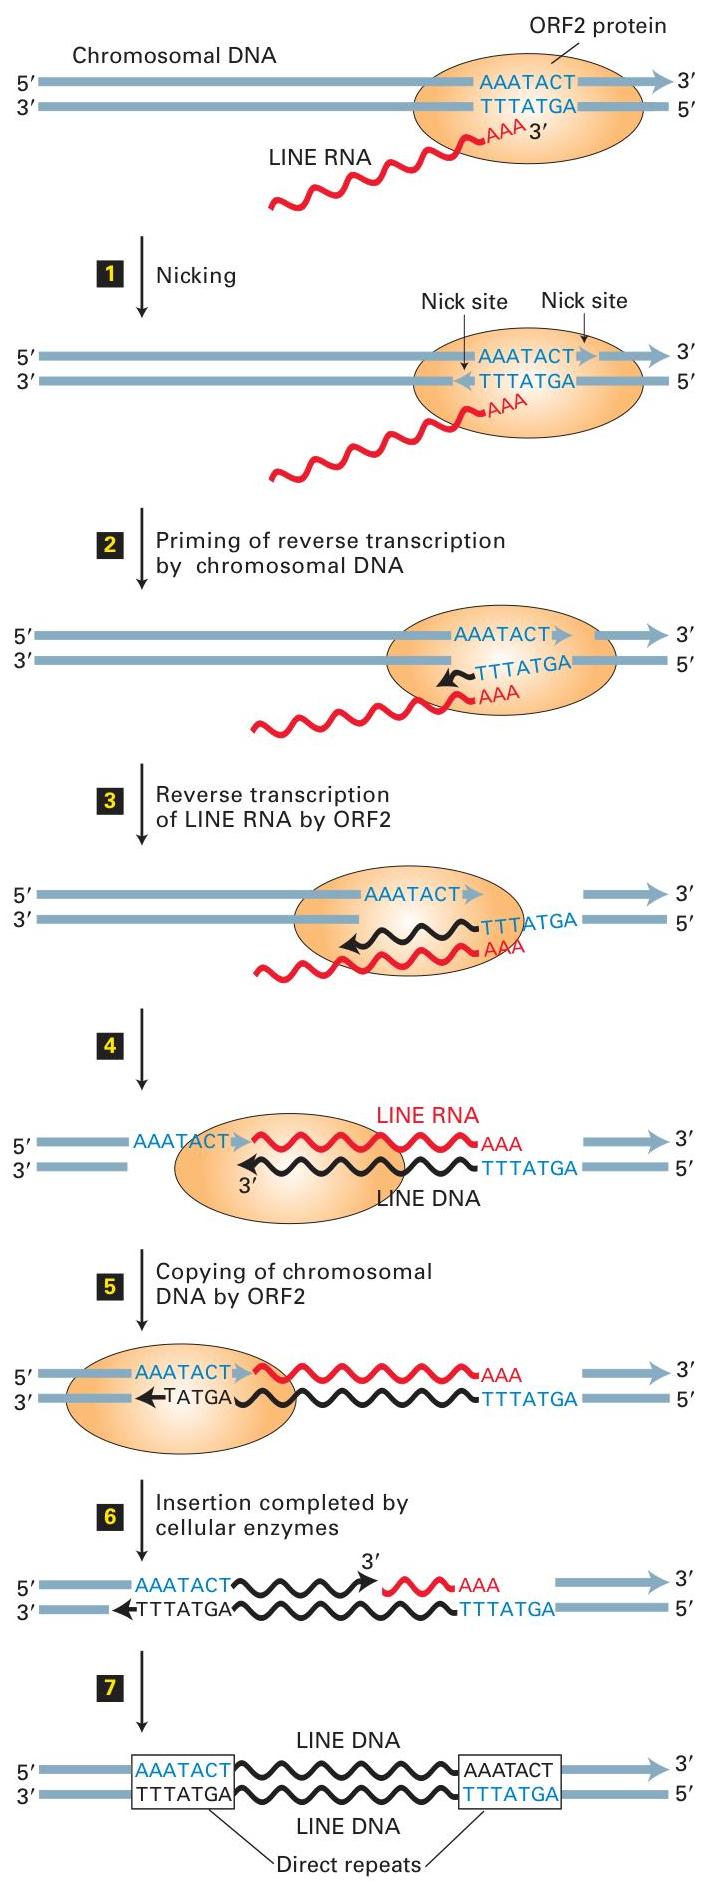 ORF2 protein
Chromosomal DNA
5′ AAATACT 3′
3′ TTTATGA 5′
AAA 3′
LINE RNA
1 Nicking
Nick site Nick site
5′ AAATACT 3′
3′ TTTATGA 5′
AAA
2 Priming of reverse transcription
by chromosomal DNA
5′ AAATACT 3′
3′ TTTATGA 5′
AAA
3 Reverse transcription
of LINE RNA by ORF2
5′ AAATACT 3′
3′ TTTATGA 5′
AAA
4
LINE RNA
5′ AAATACT AAA 3′
3′ TTTATGA 5′
3′
LINE DNA
5 Copying of chromosomal
DNA by ORF2
5′ AAATACT AAA 3′
3′ TATGA TTTATGA 5′
6 Insertion completed by
cellular enzymes
3′
5′ AAATACT AAA 3′
3′ TTTATGA TTTATGA 5′
7
LINE DNA
5′ AAATACT AAATACT 3′
3′ TTTATGA TTTATGA 5′
LINE DNA
Direct repeats